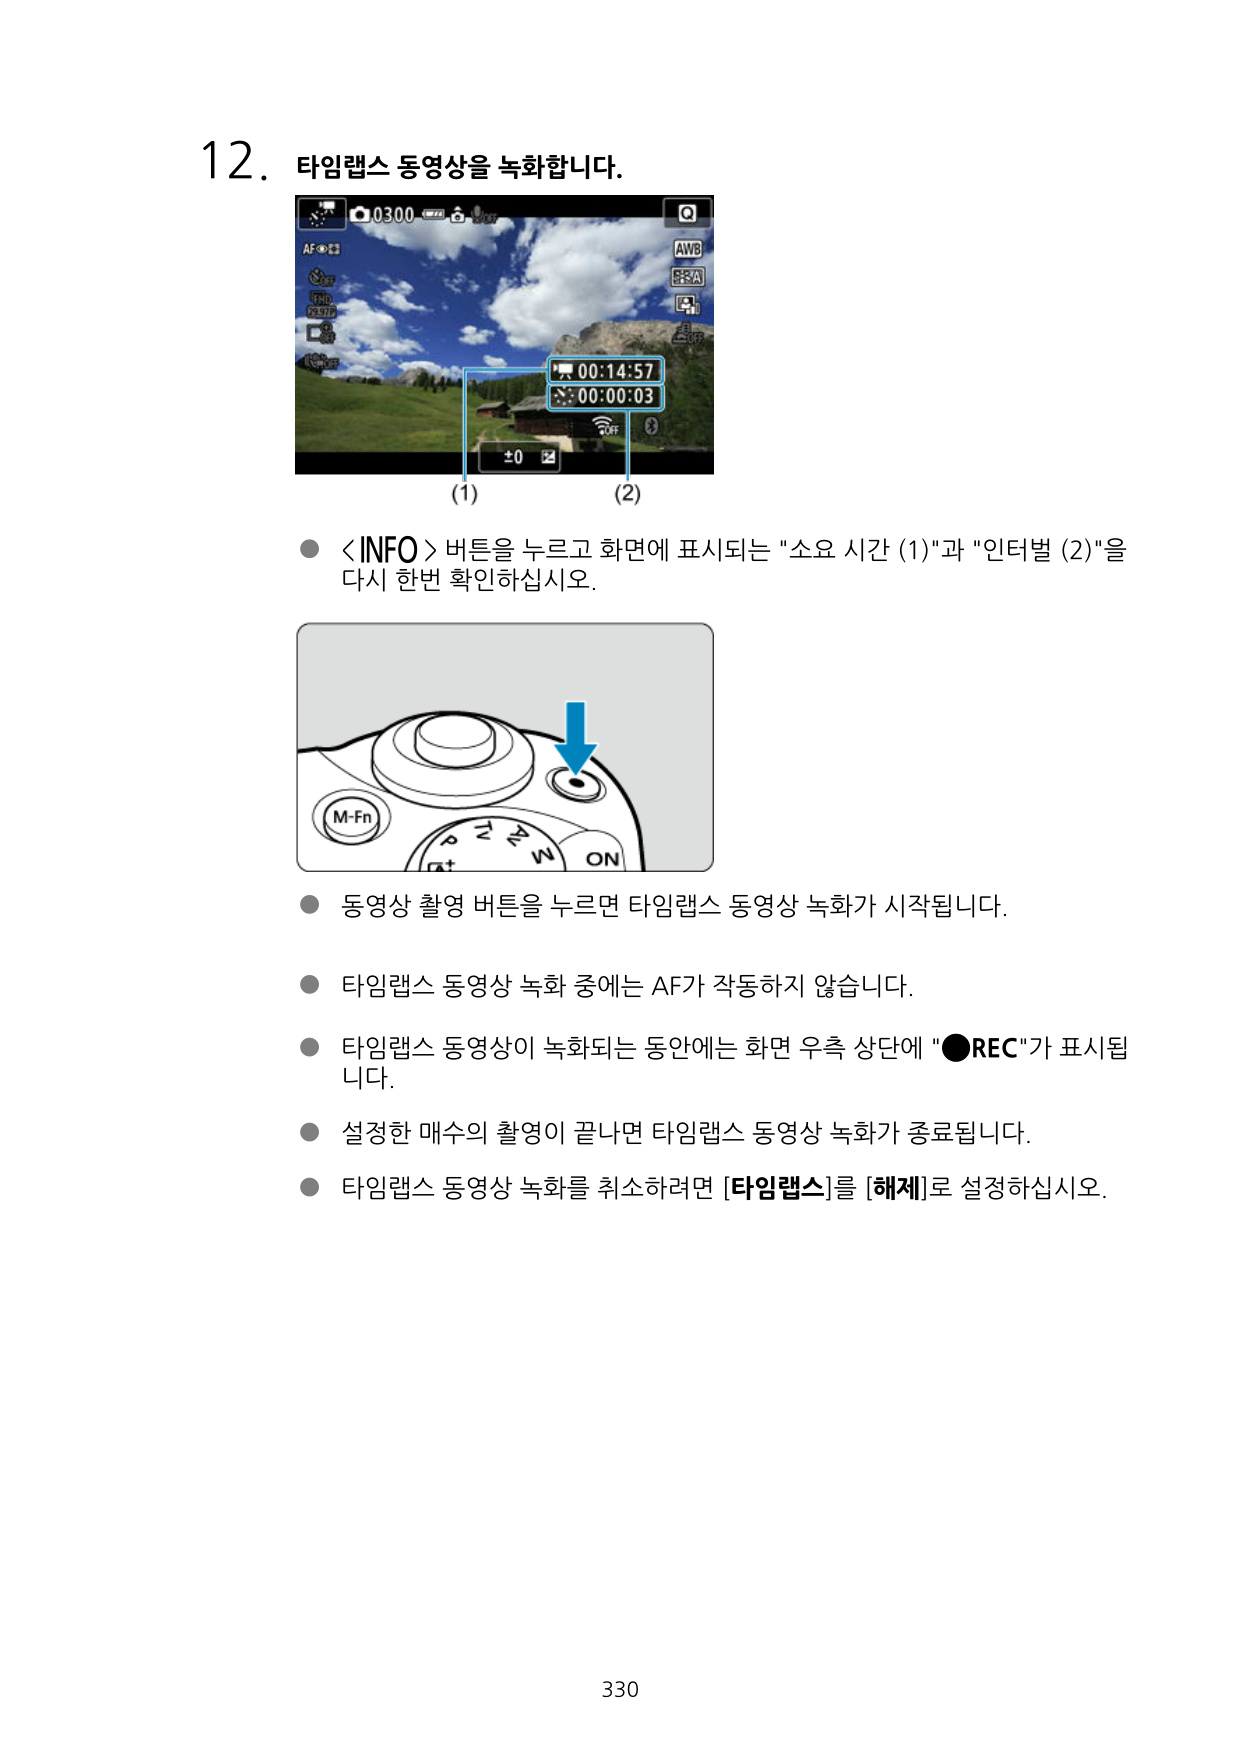 12. 타임랩스 동영상을 녹화합니다.
0300
OFF
Q
AF
AWB
OFF
A
FHD
29.97P
OFF
OFF
OFF
00:14:57
00:00:03
OFF
±0
(1) (2)
● <INFO> 버튼을 누르고 화면에 표시되는 "소요 시간 (1)"과 "인터벌 (2)"을
다시 한번 확인하십시오.
M-Fn
P Tv Av M
A+
ON
● 동영상 촬영 버튼을 누르면 타임랩스 동영상 녹화가 시작됩니다.
● 타임랩스 동영상 녹화 중에는 AF가 작동하지 않습니다.
● 타임랩스 동영상이 녹화되는 동안에는 화면 우측 상단에 "●REC"가 표시됩
니다.
● 설정한 매수의 촬영이 끝나면 타임랩스 동영상 녹화가 종료됩니다.
● 타임랩스 동영상 녹화를 취소하려면 [타임랩스]를 [해제]로 설정하십시오.
330